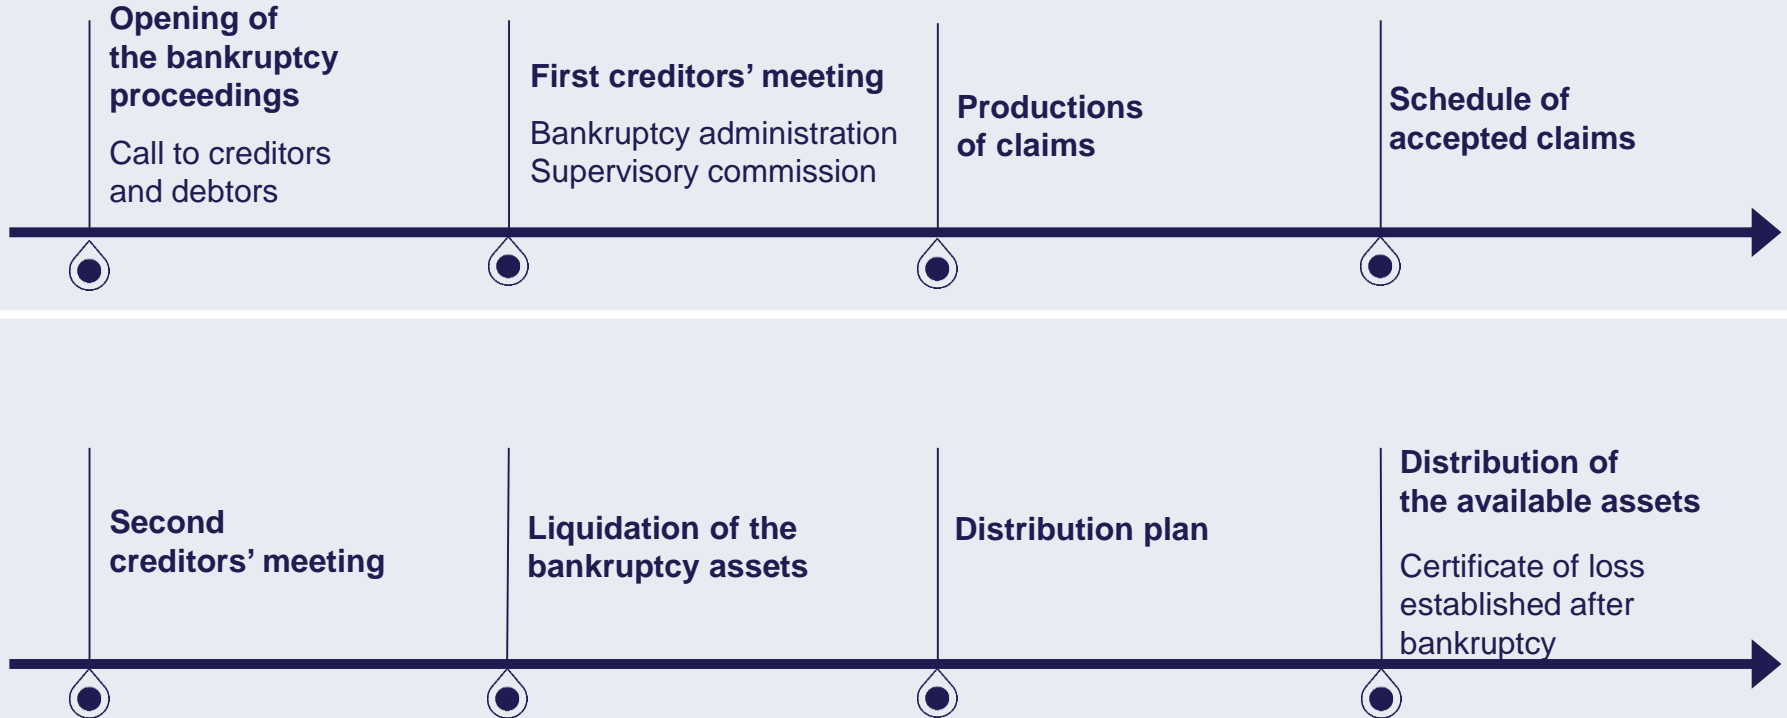 Opening of
the bankruptcy
proceedings
Call to creditors
and debtors
First creditors’ meeting
Bankruptcy administration
Supervisory commission
Productions
of claims
Schedule of
accepted claims
Second
creditors’ meeting
Liquidation of the
bankruptcy assets
Distribution plan
Distribution of
the available assets
Certificate of loss
established after
bankruptcy